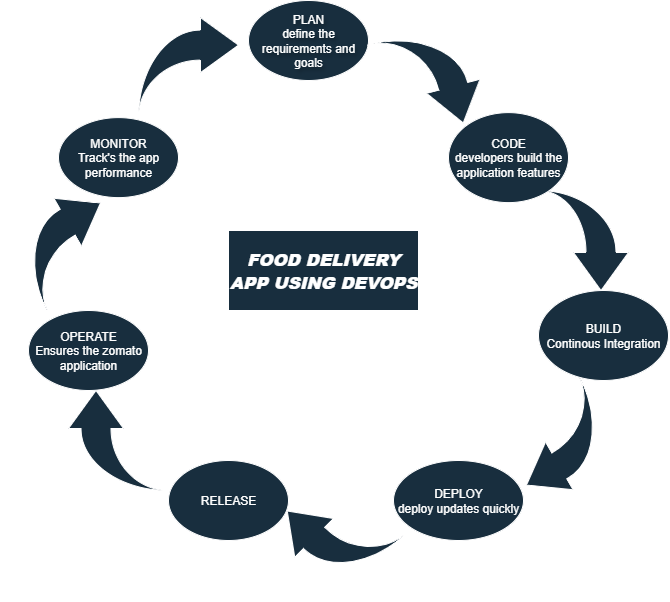 PLAN
define the
requirements and
goals
CODE
developers build the
application features
MONITOR
Track's the app
performance
FOOD DELIVERY
APP USING DEVOPS
BUILD
Continous Integration
OPERATE
Ensures the zomato
application
DEPLOY
deploy updates quickly
RELEASE